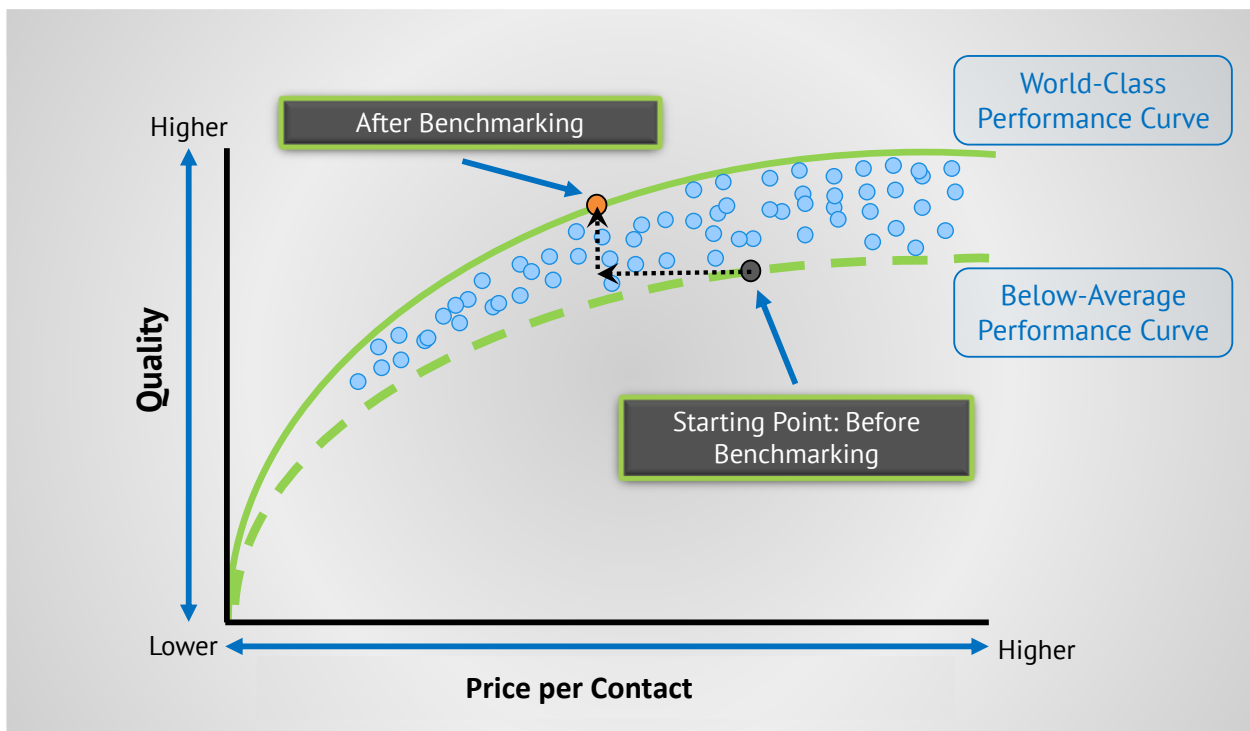 World-Class
Performance Curve
After Benchmarking
Higher
Quality
Below-Average
Performance Curve
Starting Point: Before
Benchmarking
Lower
Higher
Price per Contact